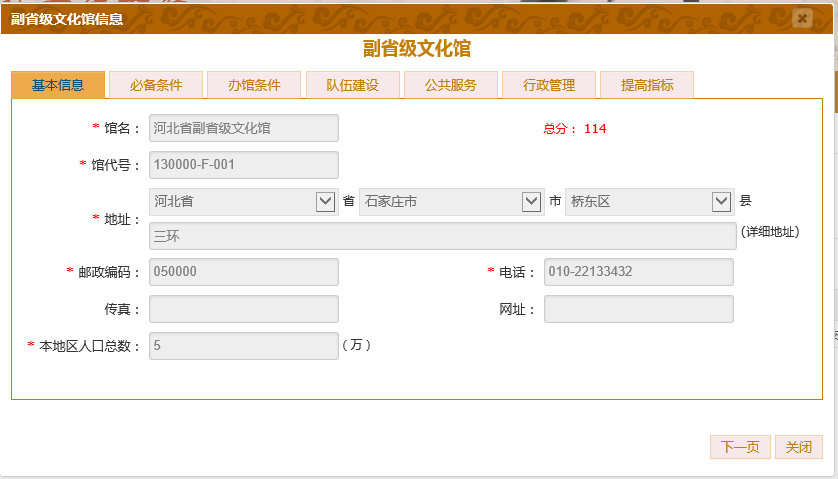 副省级文化馆信息
副省级文化馆
基本信息 必备条件 办馆条件 队伍建设 公共服务 行政管理 提高指标
* 馆名： 河北省副省级文化馆 总分： 114
* 馆代号： 130000-F-001
* 地址： 河北省 省 石家庄市 市 桥东区 县
三环 (详细地址)
* 邮政编码： 050000 * 电话： 010-22133432
传真： 网址：
* 本地区人口总数： 5 ( 万 )
下一页 关闭